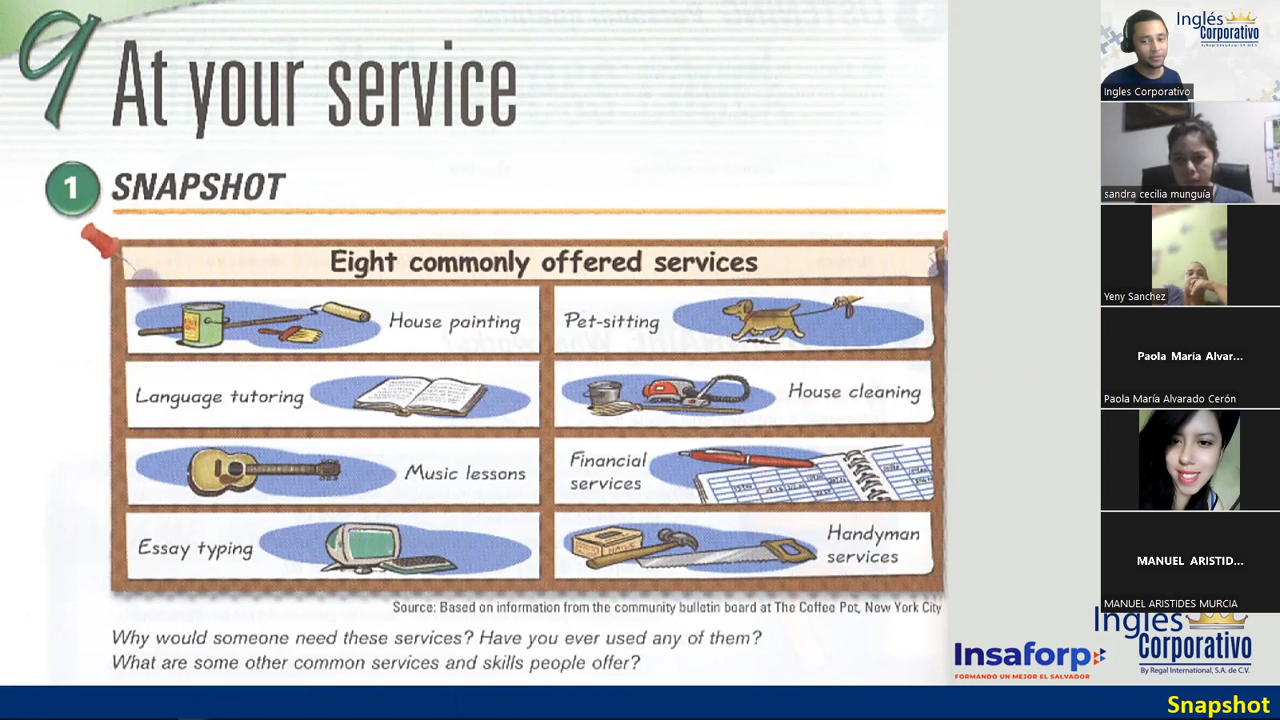 9 At your service
1 SNAPSHOT
Eight commonly offered services
House painting
Pet-sitting
Language tutoring
House cleaning
Music lessons
Financial
services
Essay typing
Handyman
services
Source: Based on information from the community bulletin board at The Coffee Pot, New York City
Why would someone need these services? Have you ever used any of them?
What are some other common services and skills people offer?
Inglés
Corporativo
Ingles Corporativo
sandra cecilia munguía
Yeny Sanchez
Paola María Alvar...
Paola María Alvarado Cerón
MANUEL ARISTID...
MANUEL ARISTIDES MURCIA
Insaforp
FORMANDO UN MEJOR EL SALVADOR
Inglés
Corporativo
By Regal International, S.A. de C.V.
Snapshot